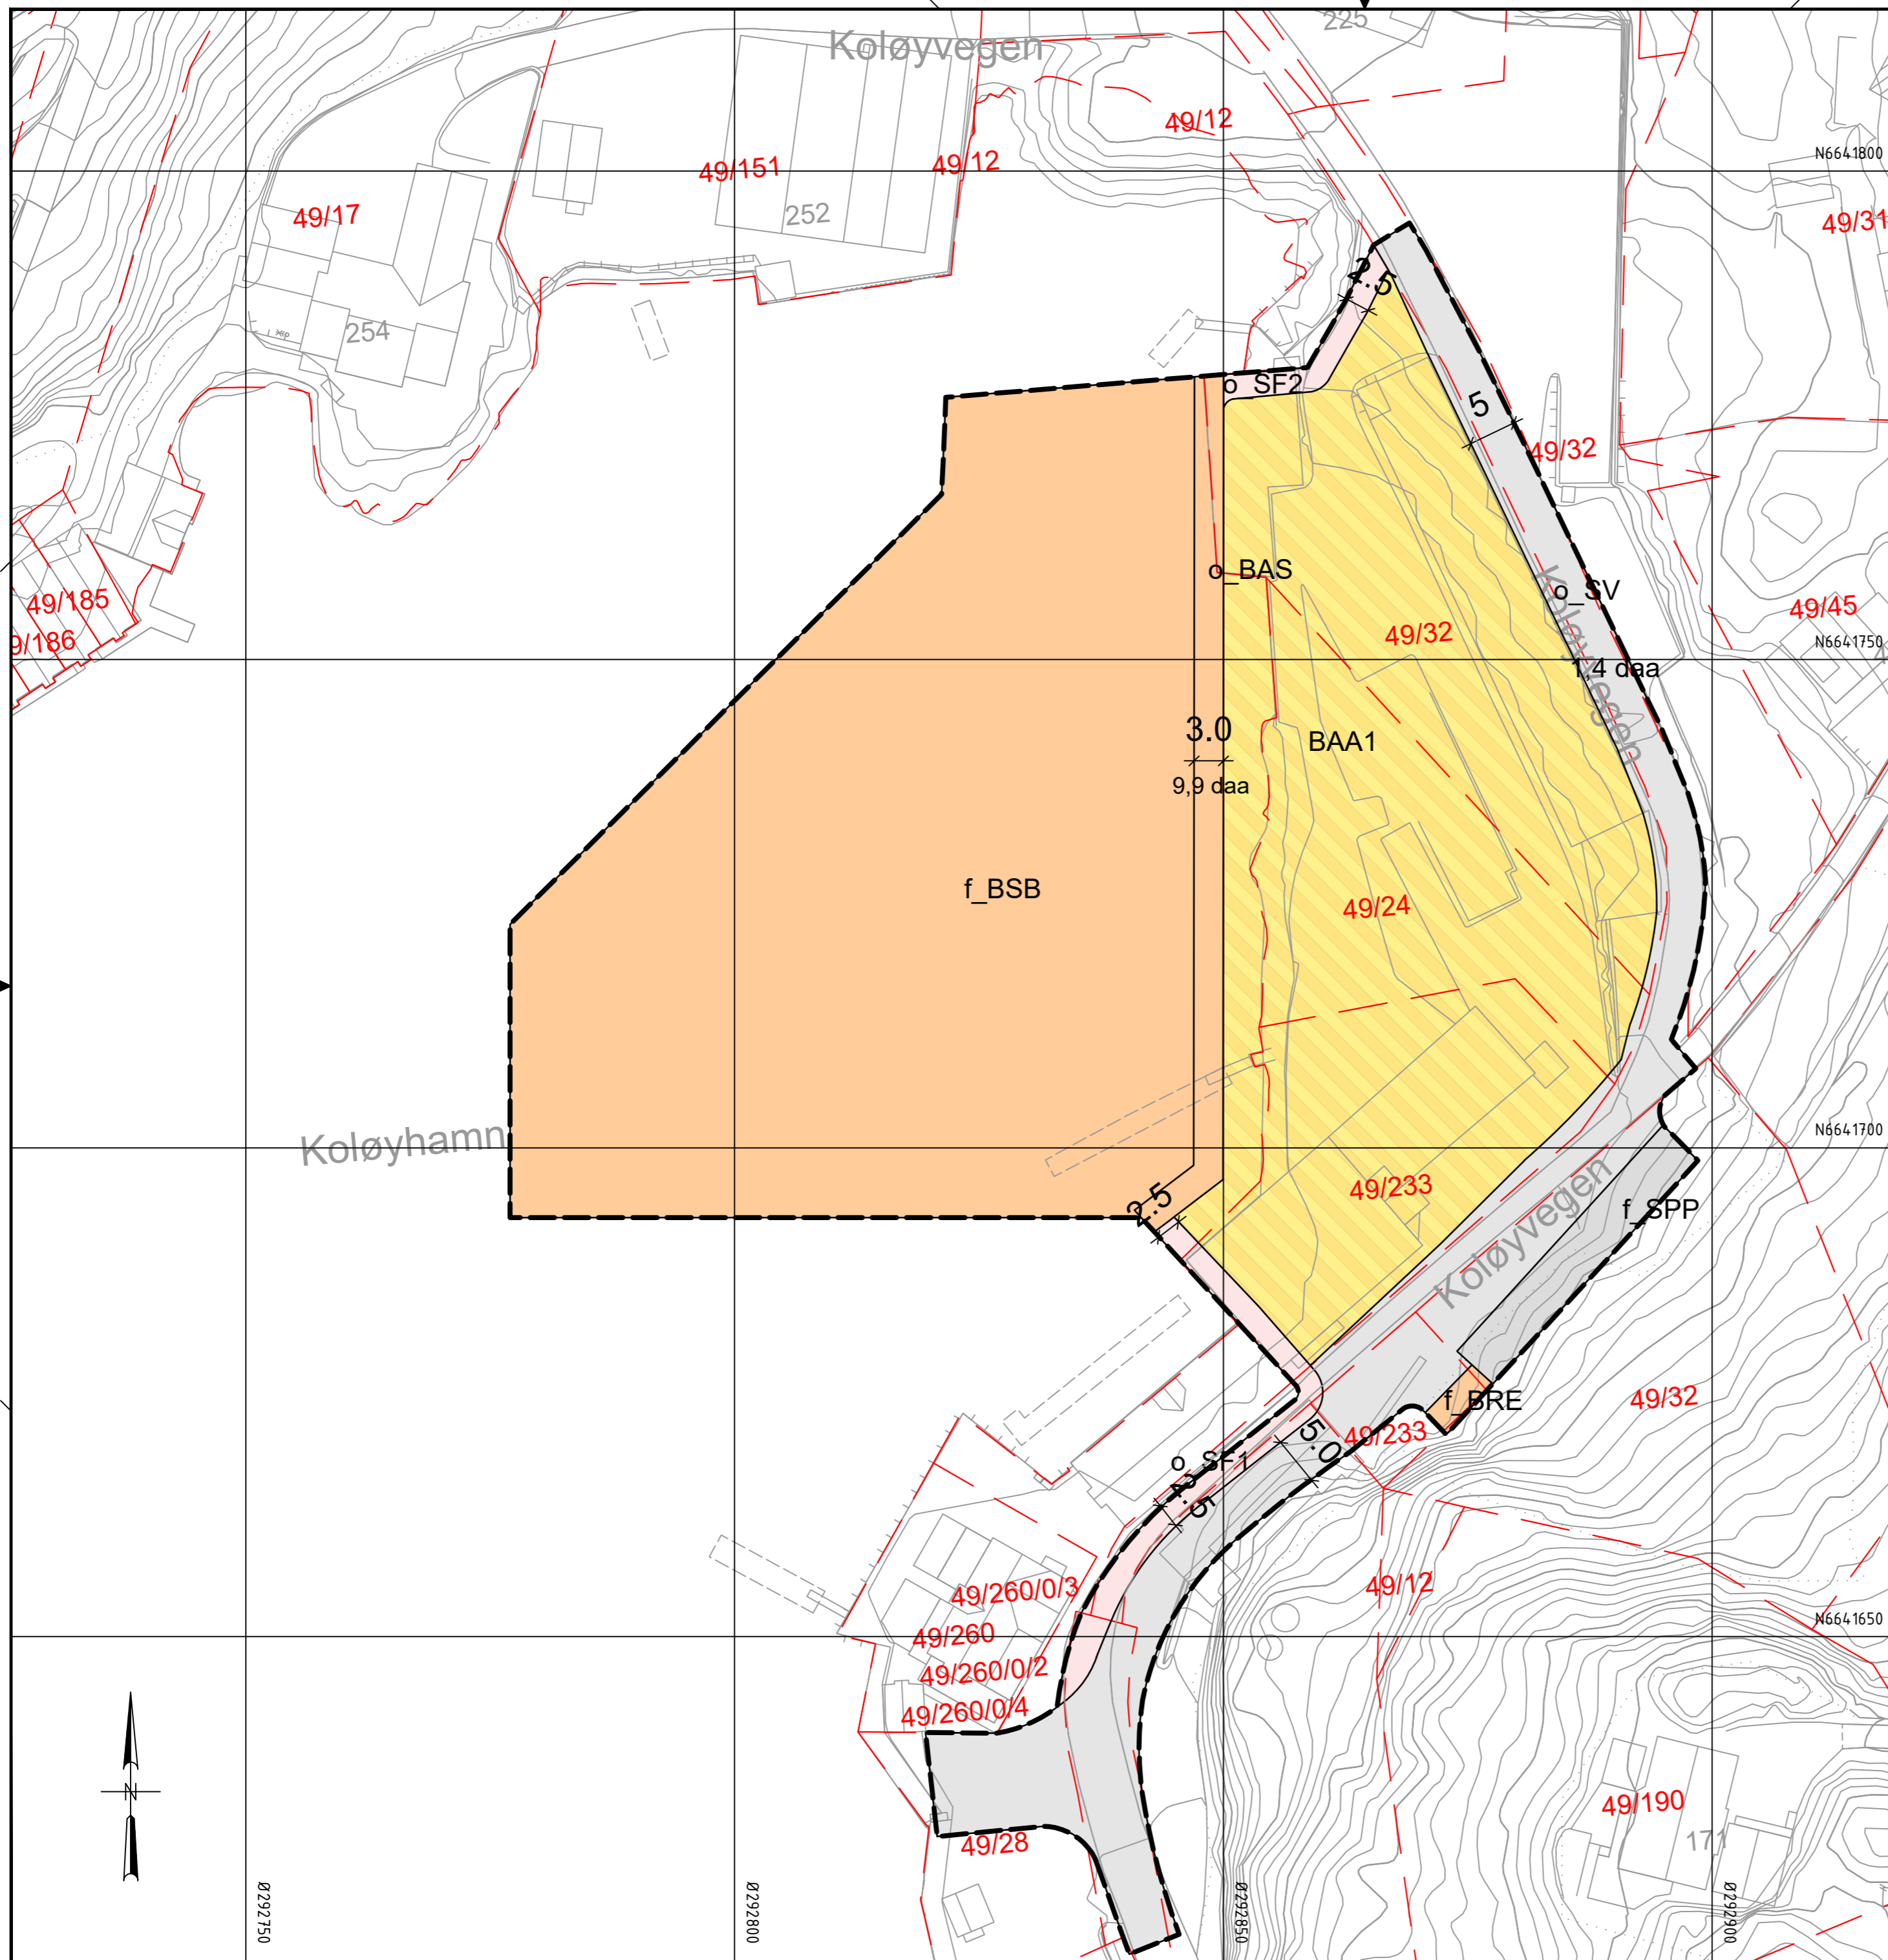 225
Koløyvegen
49/12
49/151
49/12
N6641800
49/17
252
49/31
2.5
254
o_SF2
5
49/32
o_BAS
o_SV
49/185
49/45
9/186
49/32
N6641750
1,4 daa
Koløyvegen
3.0
BAA1
9,9 daa
f_BSB
49/24
Koløyhamn
N6641700
49/233
2.5
f_SPP
Koløyvegen
49/32
f_BRE
49/233
5.0
o_SF1
2.5
49/12
49/260/0/3
N6641650
49/260
49/260/0/2
49/260/0/4
N
49/190
171
49/28
Ø292750
Ø292800
Ø292850
Ø292900